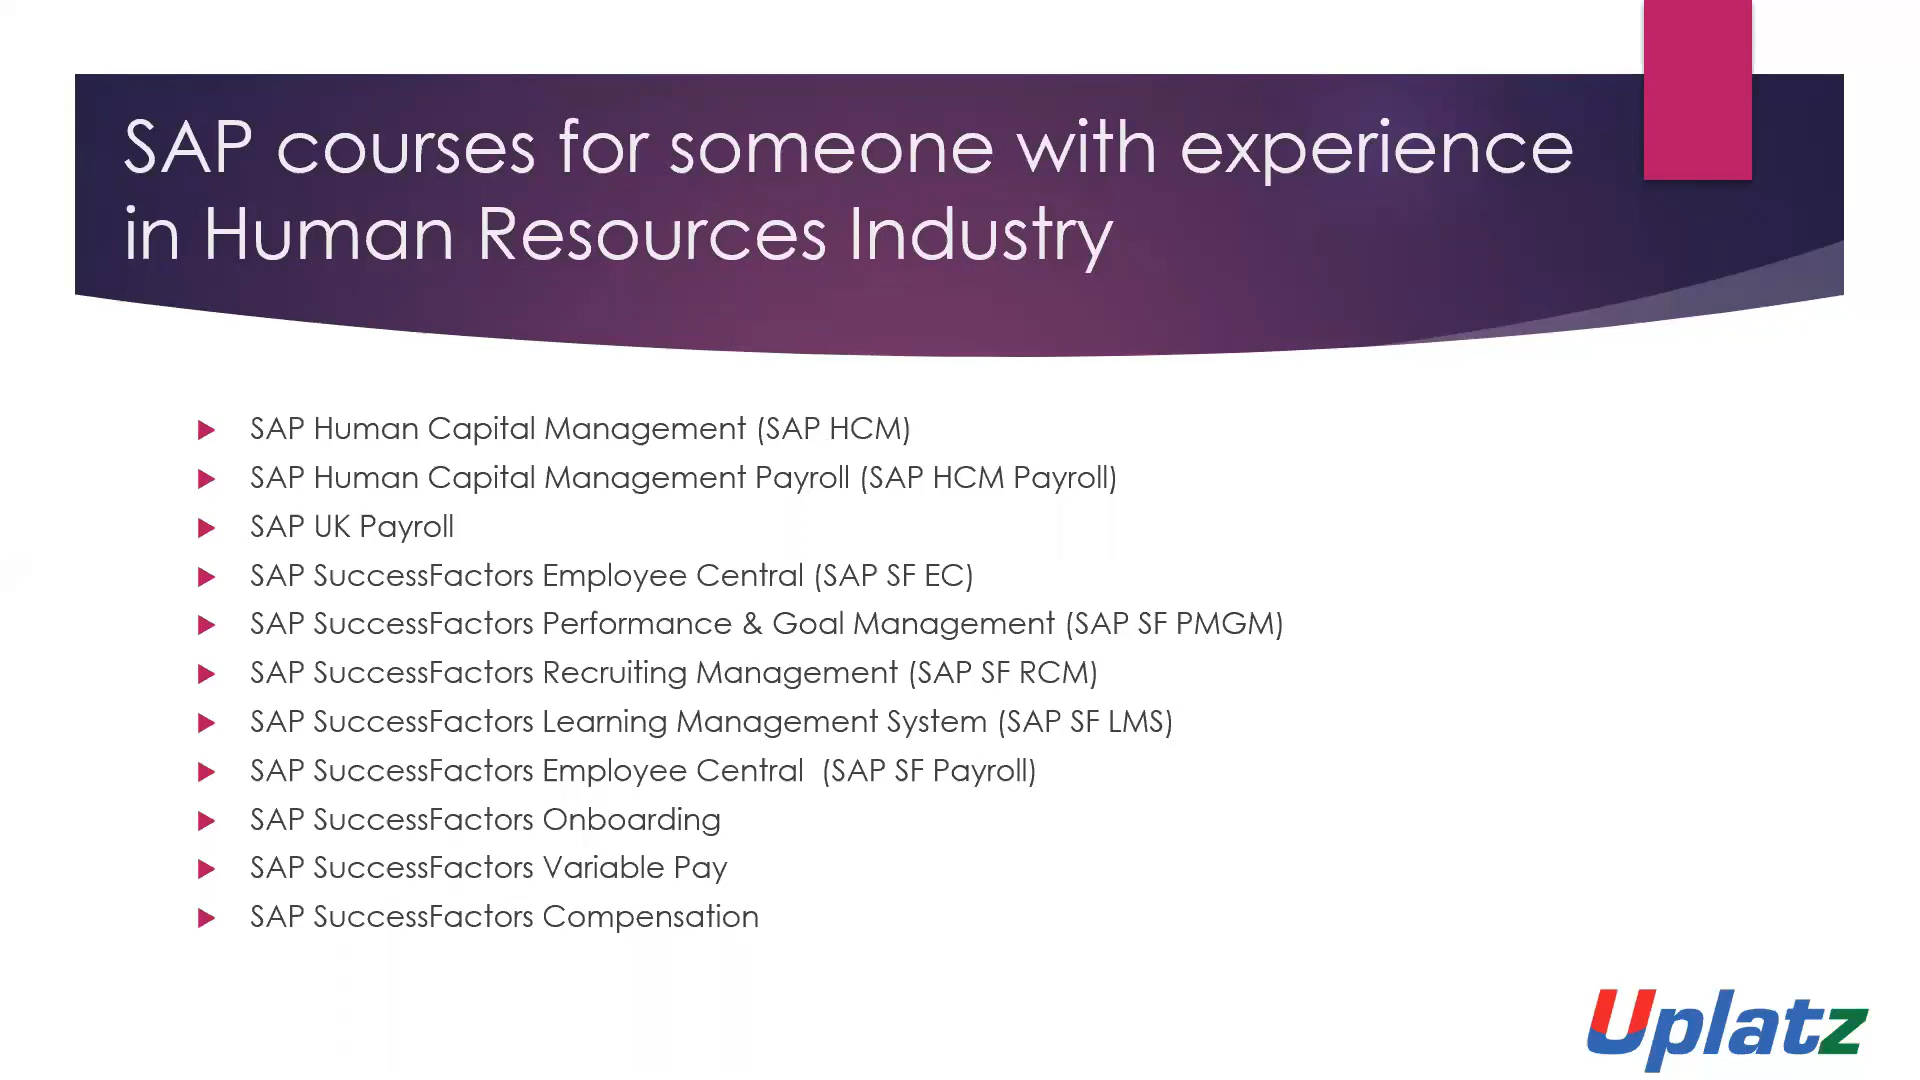 SAP courses for someone with experience
in Human Resources Industry
SAP Human Capital Management (SAP HCM)
SAP Human Capital Management Payroll (SAP HCM Payroll)
SAP UK Payroll
SAP SuccessFactors Employee Central (SAP SF EC)
SAP SuccessFactors Performance & Goal Management (SAP SF PMGM)
SAP SuccessFactors Recruiting Management (SAP SF RCM)
SAP SuccessFactors Learning Management System (SAP SF LMS)
SAP SuccessFactors Employee Central  (SAP SF Payroll)
SAP SuccessFactors Onboarding
SAP SuccessFactors Variable Pay
SAP SuccessFactors Compensation
Uplatz